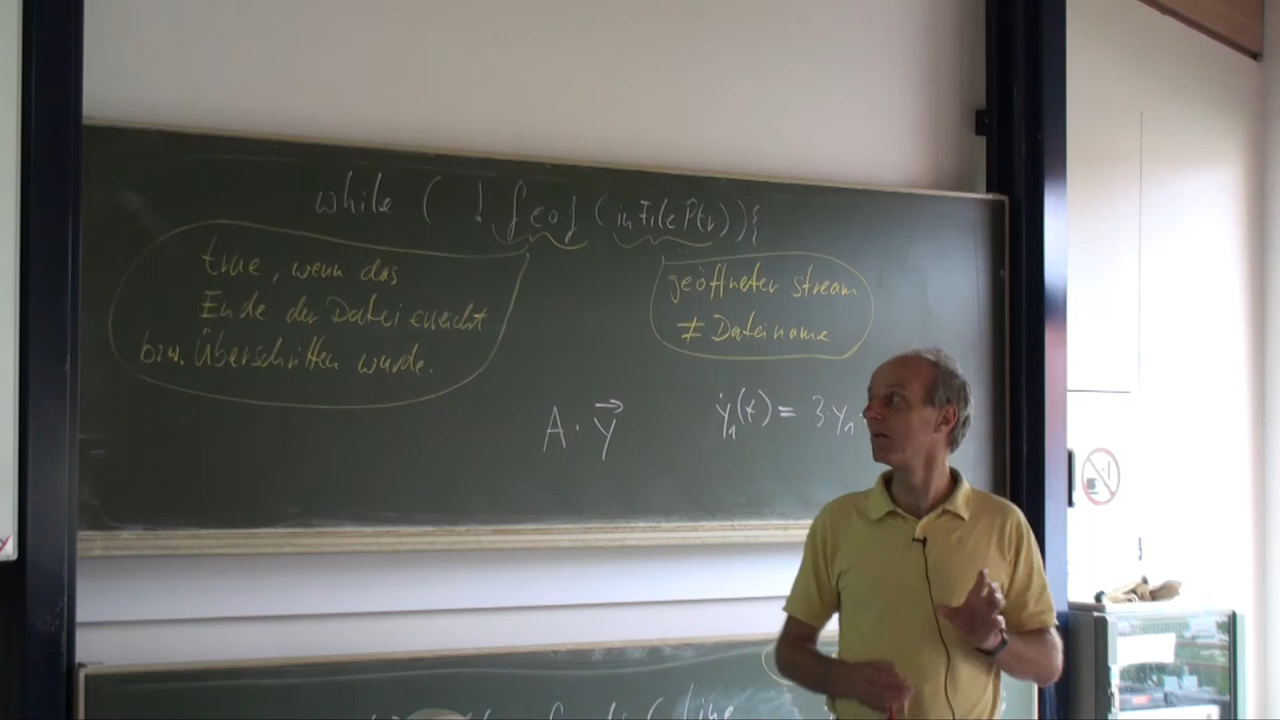 while ( ! feof (inFilePtr)){
true, wenn das
Ende der Datei erreicht
bzw. Überschritten wurde.
geöffneter stream
≠ Dateiname
A · y⃗
ẏ₁(t) = 3·y₁
( line